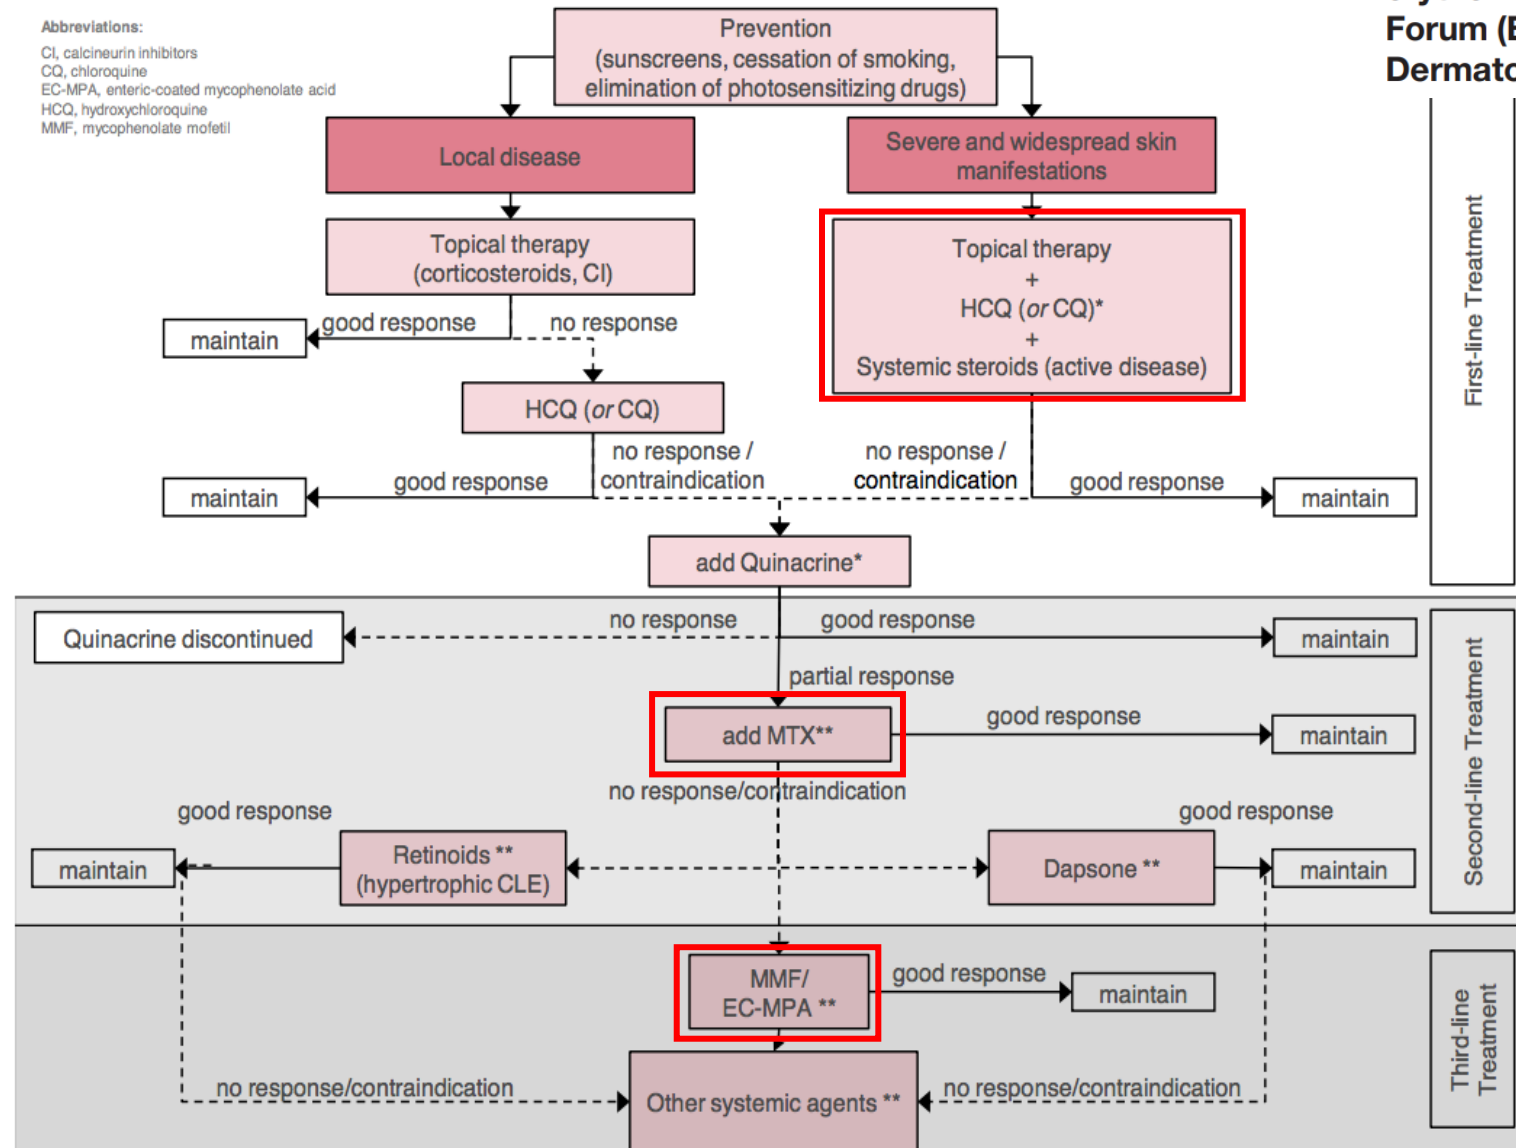 Forum (E
Dermato
Abbreviations:
CI, calcineurin inhibitors
CQ, chloroquine
EC-MPA, enteric-coated mycophenolate acid
HCQ, hydroxychloroquine
MMF, mycophenolate mofetil
Prevention
(sunscreens, cessation of smoking,
elimination of photosensitizing drugs)
Local disease
Severe and widespread skin
manifestations
Topical therapy
(corticosteroids, CI)
Topical therapy
+
HCQ (or CQ)*
+
Systemic steroids (active disease)
First-line Treatment
maintain
good response
no response
HCQ (or CQ)
no response /
contraindication
no response /
contraindication
maintain
good response
good response
maintain
add Quinacrine*
Quinacrine discontinued
no response
good response
maintain
partial response
add MTX**
good response
maintain
Second-line Treatment
no response/contraindication
good response
good response
maintain
Retinoids **
(hypertrophic CLE)
Dapsone **
maintain
MMF/
EC-MPA **
good response
maintain
Third-line
Treatment
no response/contraindication
Other systemic agents **
no response/contraindication